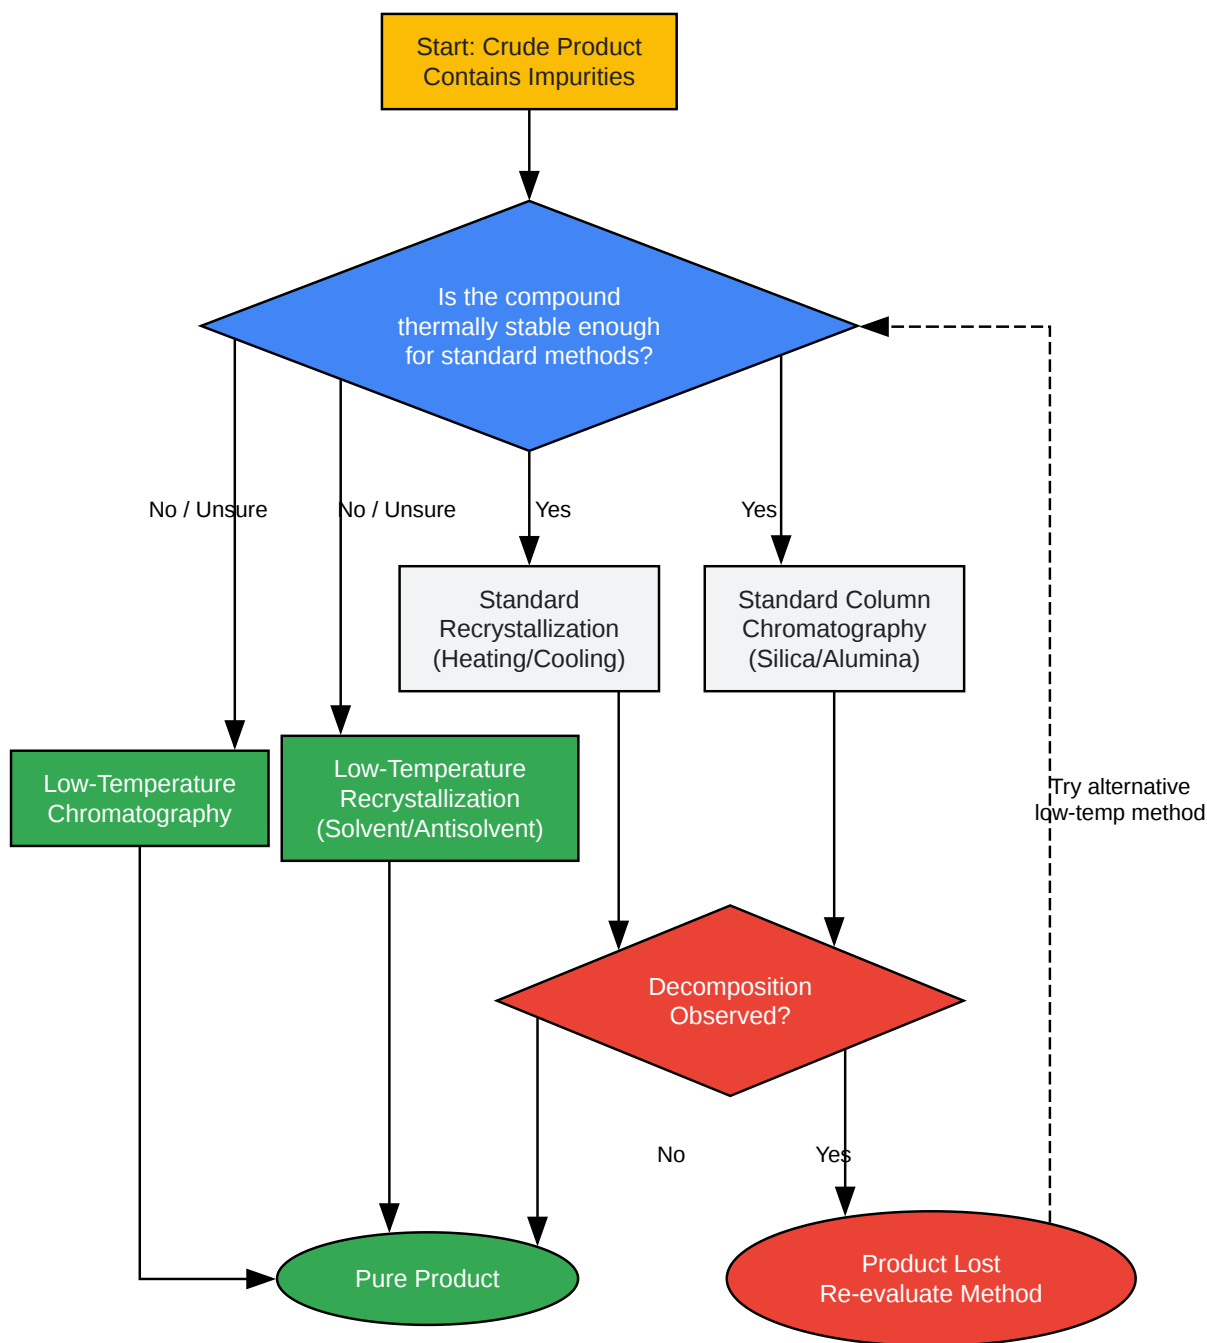 Start: Crude Product
Contains Impurities
Is the compound
thermally stable enough
for standard methods?
No / Unsure
No / Unsure
Yes
Yes
Standard
Recrystallization
(Heating/Cooling)
Standard Column
Chromatography
(Silica/Alumina)
Low-Temperature
Chromatography
Low-Temperature
Recrystallization
(Solvent/Antisolvent)
Try alternative
low-temp method
Decomposition
Observed?
No
Yes
Pure Product
Product Lost
Re-evaluate Method